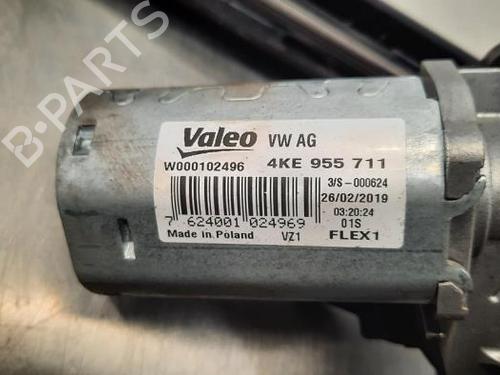 Valeo VW AG
W000102496 4KE 955 711
3/S-000624
26/02/2019
03:20:24
7 624001 024969 01S
Made in Poland VZ1 FLEX1